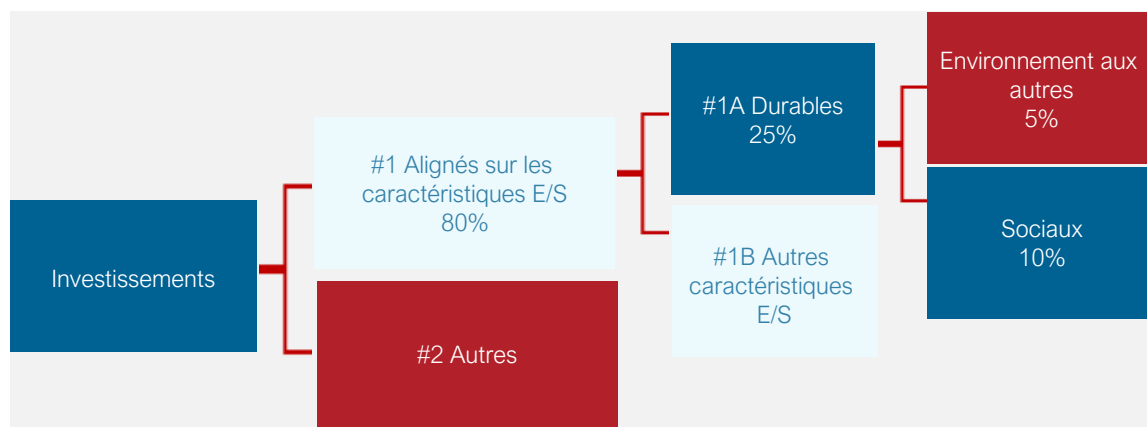 Investissements
#1 Alignés sur les
caractéristiques E/S
80%
#2 Autres
#1A Durables
25%
#1B Autres
caractéristiques
E/S
Environnement aux
autres
5%
Sociaux
10%